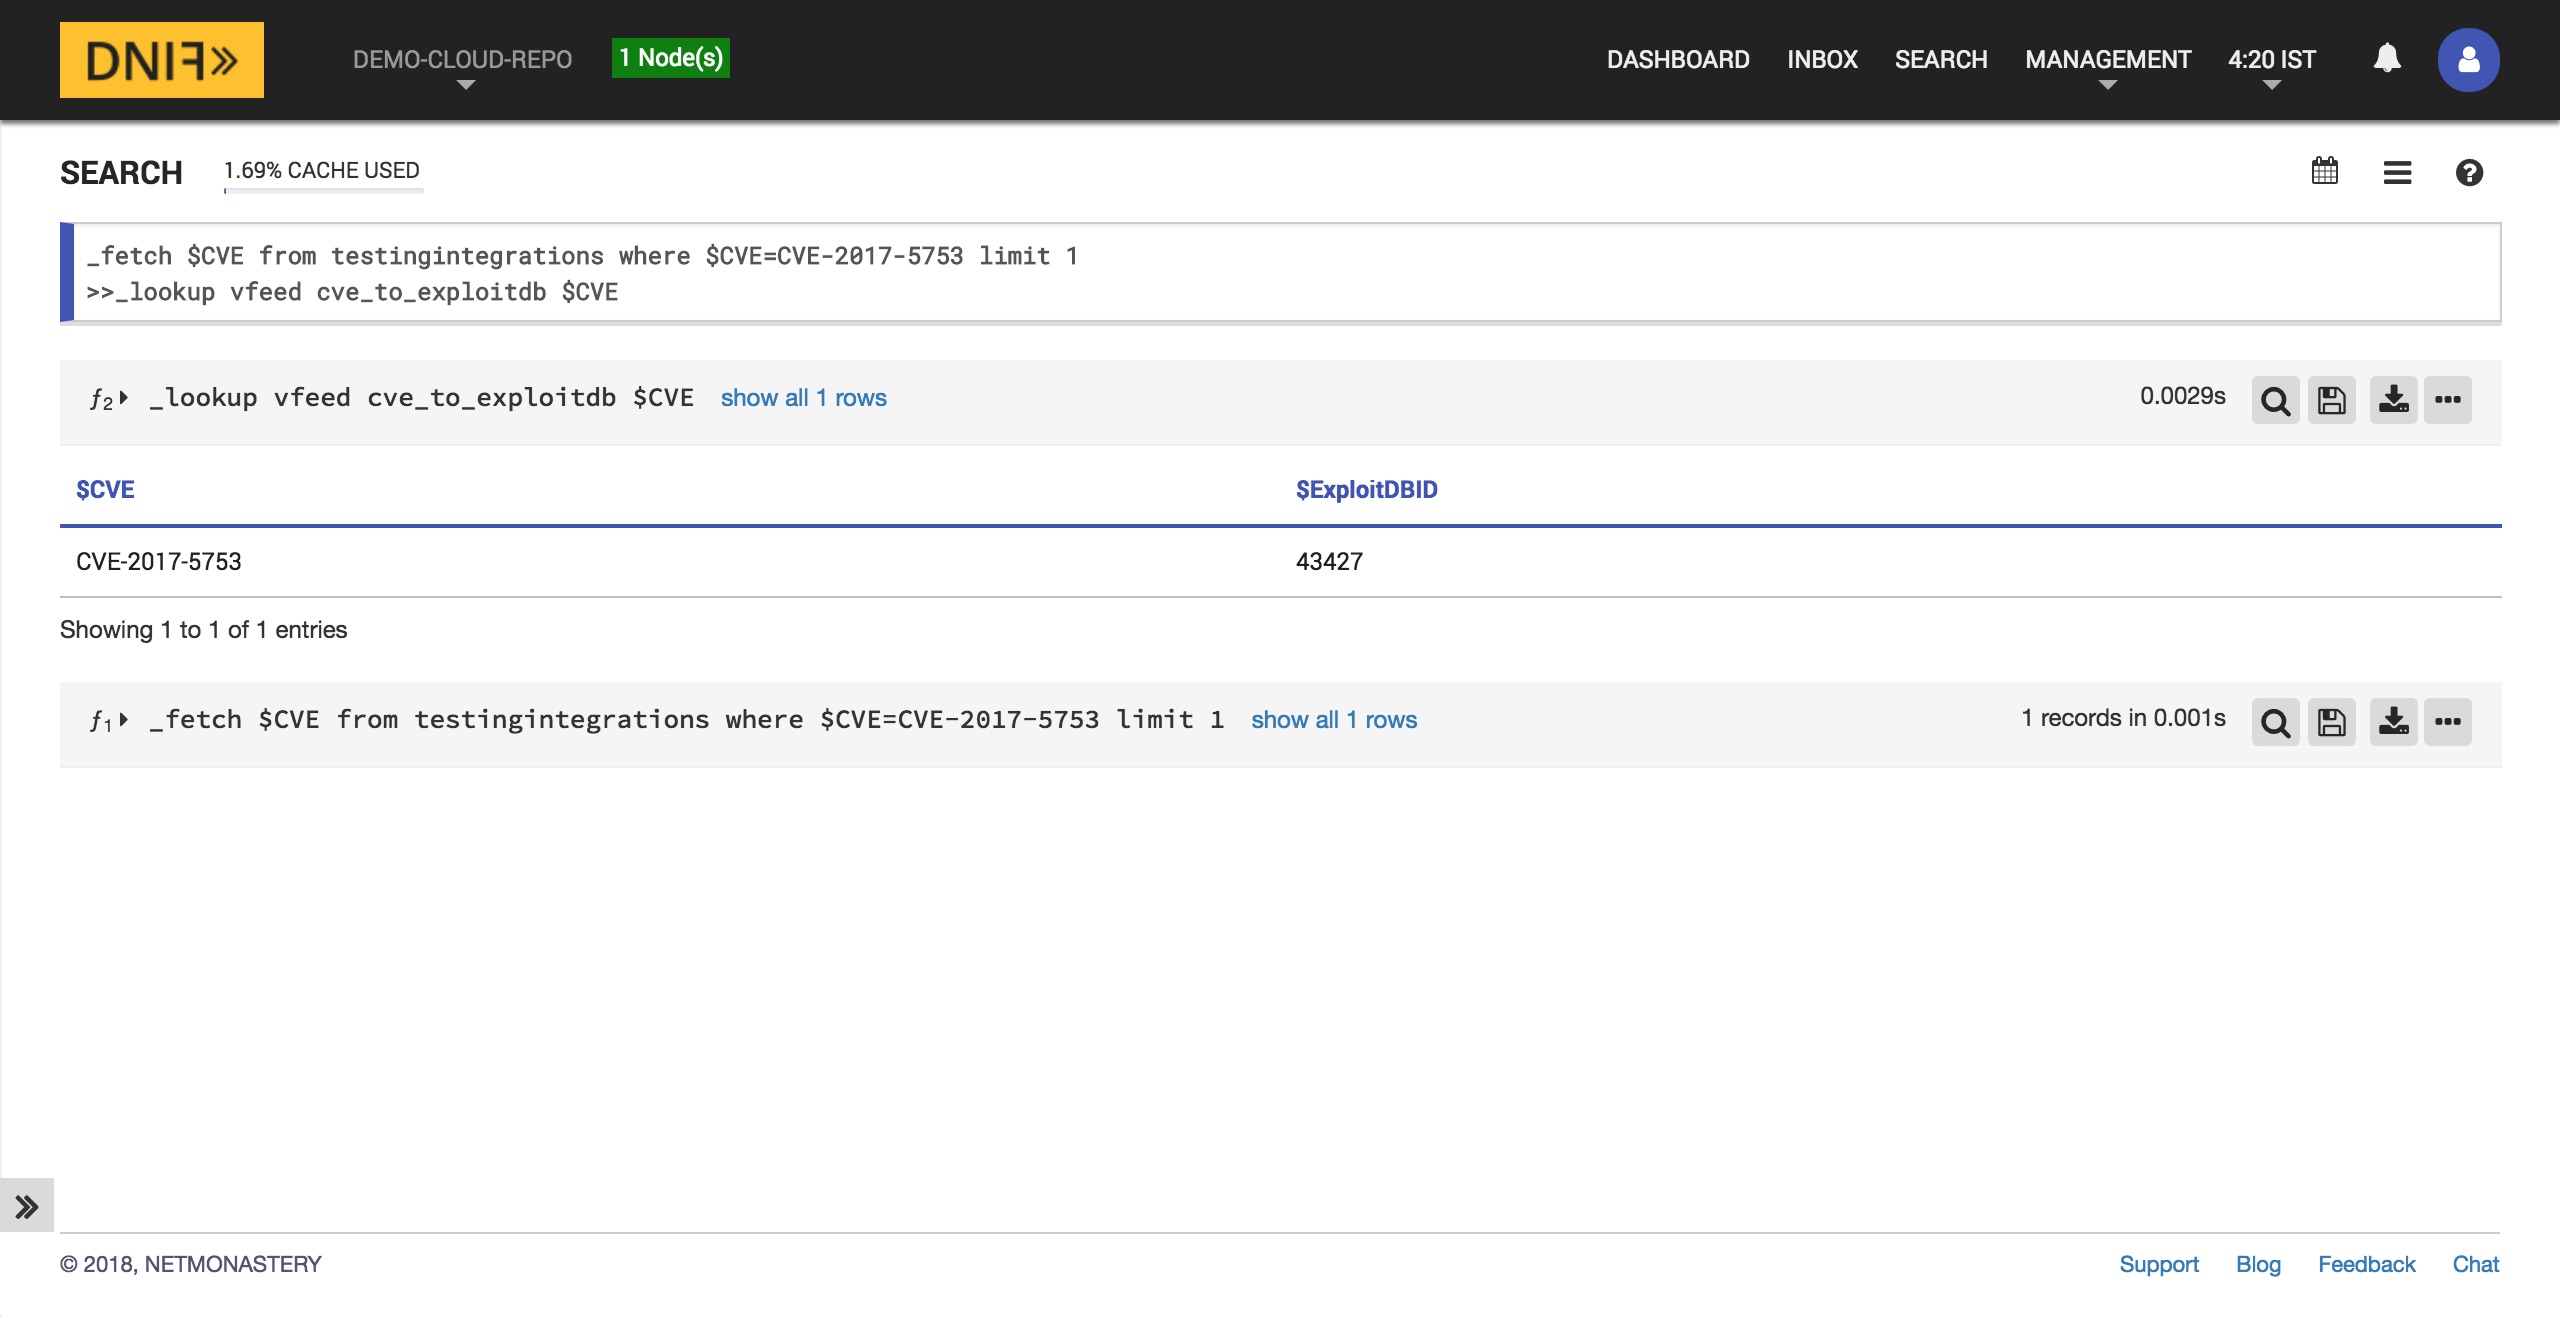 DNIF»
DEMO-CLOUD-REPO
1 Node(s)
DASHBOARD
INBOX
SEARCH
MANAGEMENT
4:20 IST
SEARCH
1.69% CACHE USED
_fetch $CVE from testingintegrations where $CVE=CVE-2017-5753 limit 1
>>_lookup vfeed cve_to_exploitdb $CVE
ƒ2 _lookup vfeed cve_to_exploitdb $CVE show all 1 rows
0.0029s
$CVE
$ExploitDBID
CVE-2017-5753
43427
Showing 1 to 1 of 1 entries
ƒ1 _fetch $CVE from testingintegrations where $CVE=CVE-2017-5753 limit 1 show all 1 rows
1 records in 0.001s
© 2018, NETMONASTERY
Support
Blog
Feedback
Chat